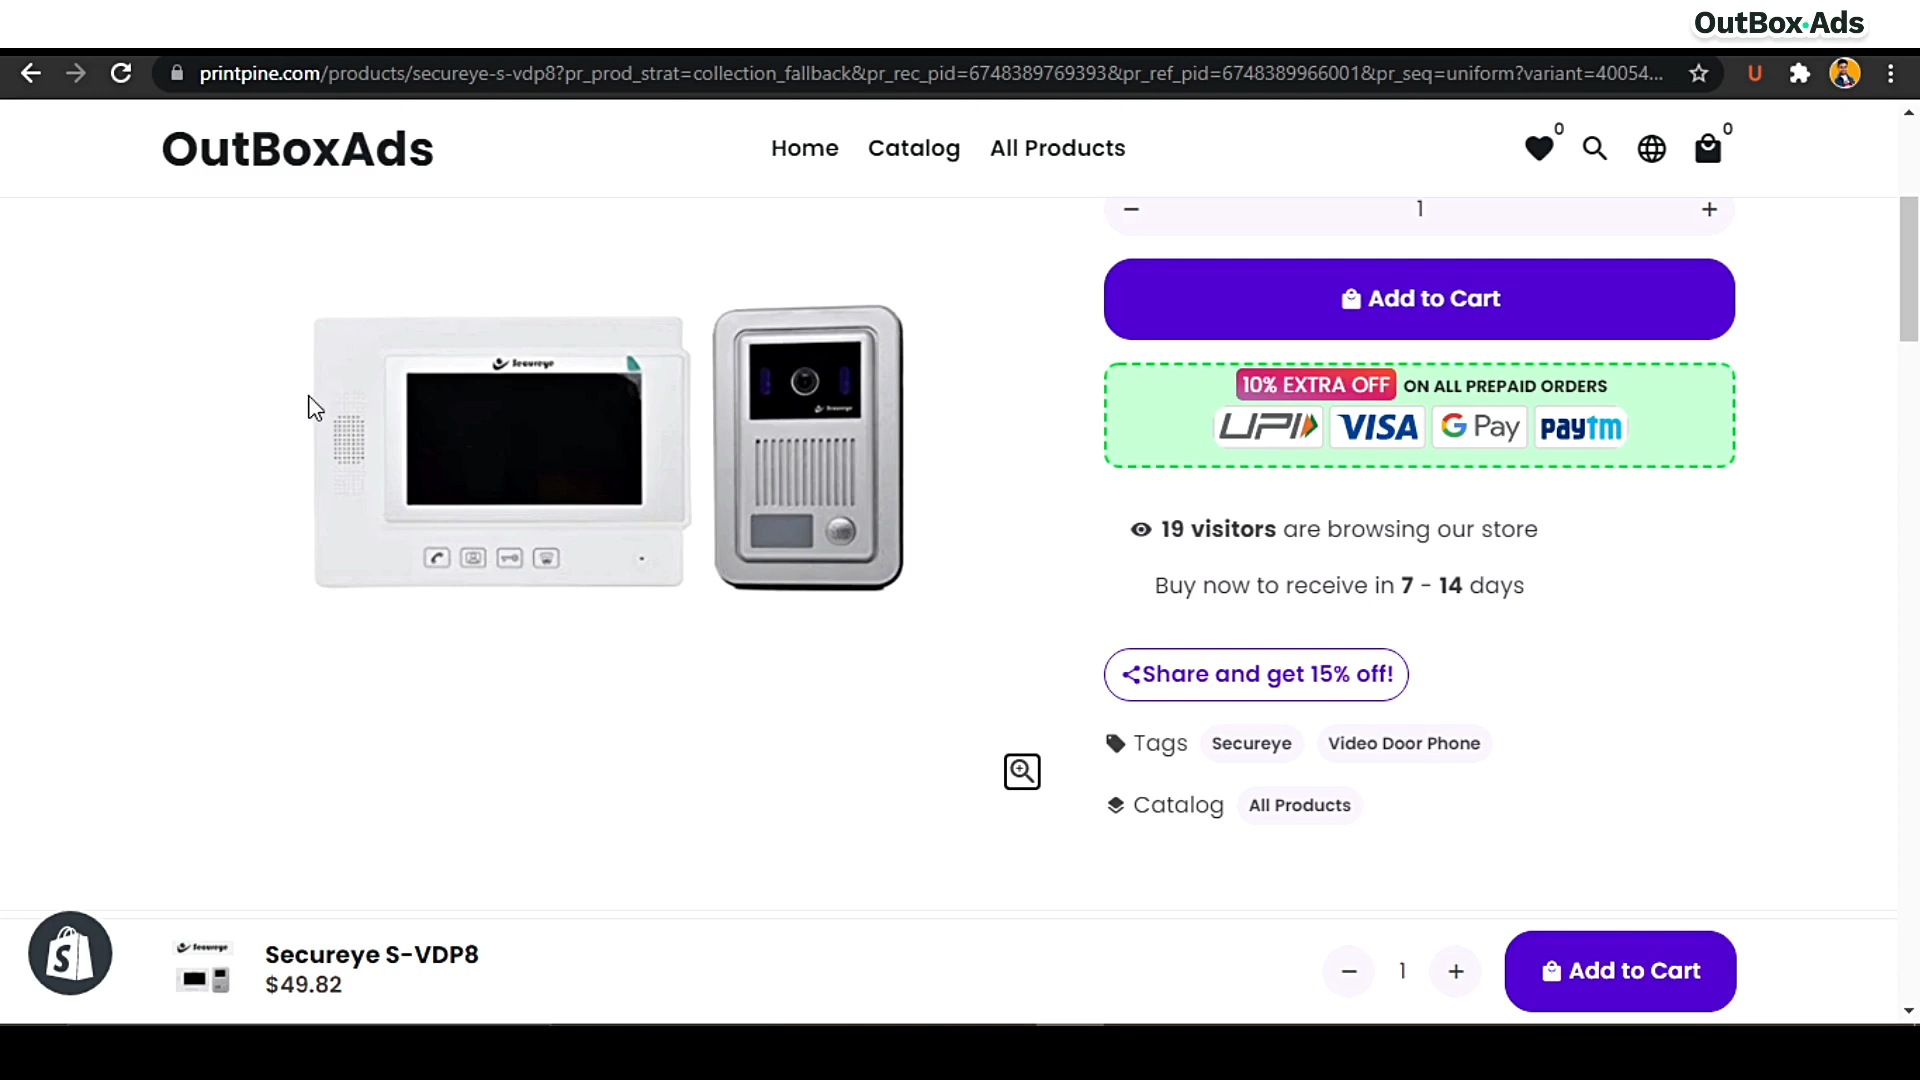 OutBox Ads
printpine.com/products/secureye-s-vdp8?pr_prod_strat=collection_fallback&pr_rec_pid=6748389769393&pr_ref_pid=6748389966001&pr_seq=uniform?variant=40054...
U
OutBoxAds
Home
Catalog
All Products
0
0
− 1 +
Add to Cart
Secureye
Secureye
10% EXTRA OFF ON ALL PREPAID ORDERS
UPI VISA G Pay paytm
19 visitors are browsing our store
Buy now to receive in 7 - 14 days
Share and get 15% off!
Tags Secureye Video Door Phone
Catalog All Products
S
Secureye
Secureye S-VDP8
$49.82
− 1 +
Add to Cart